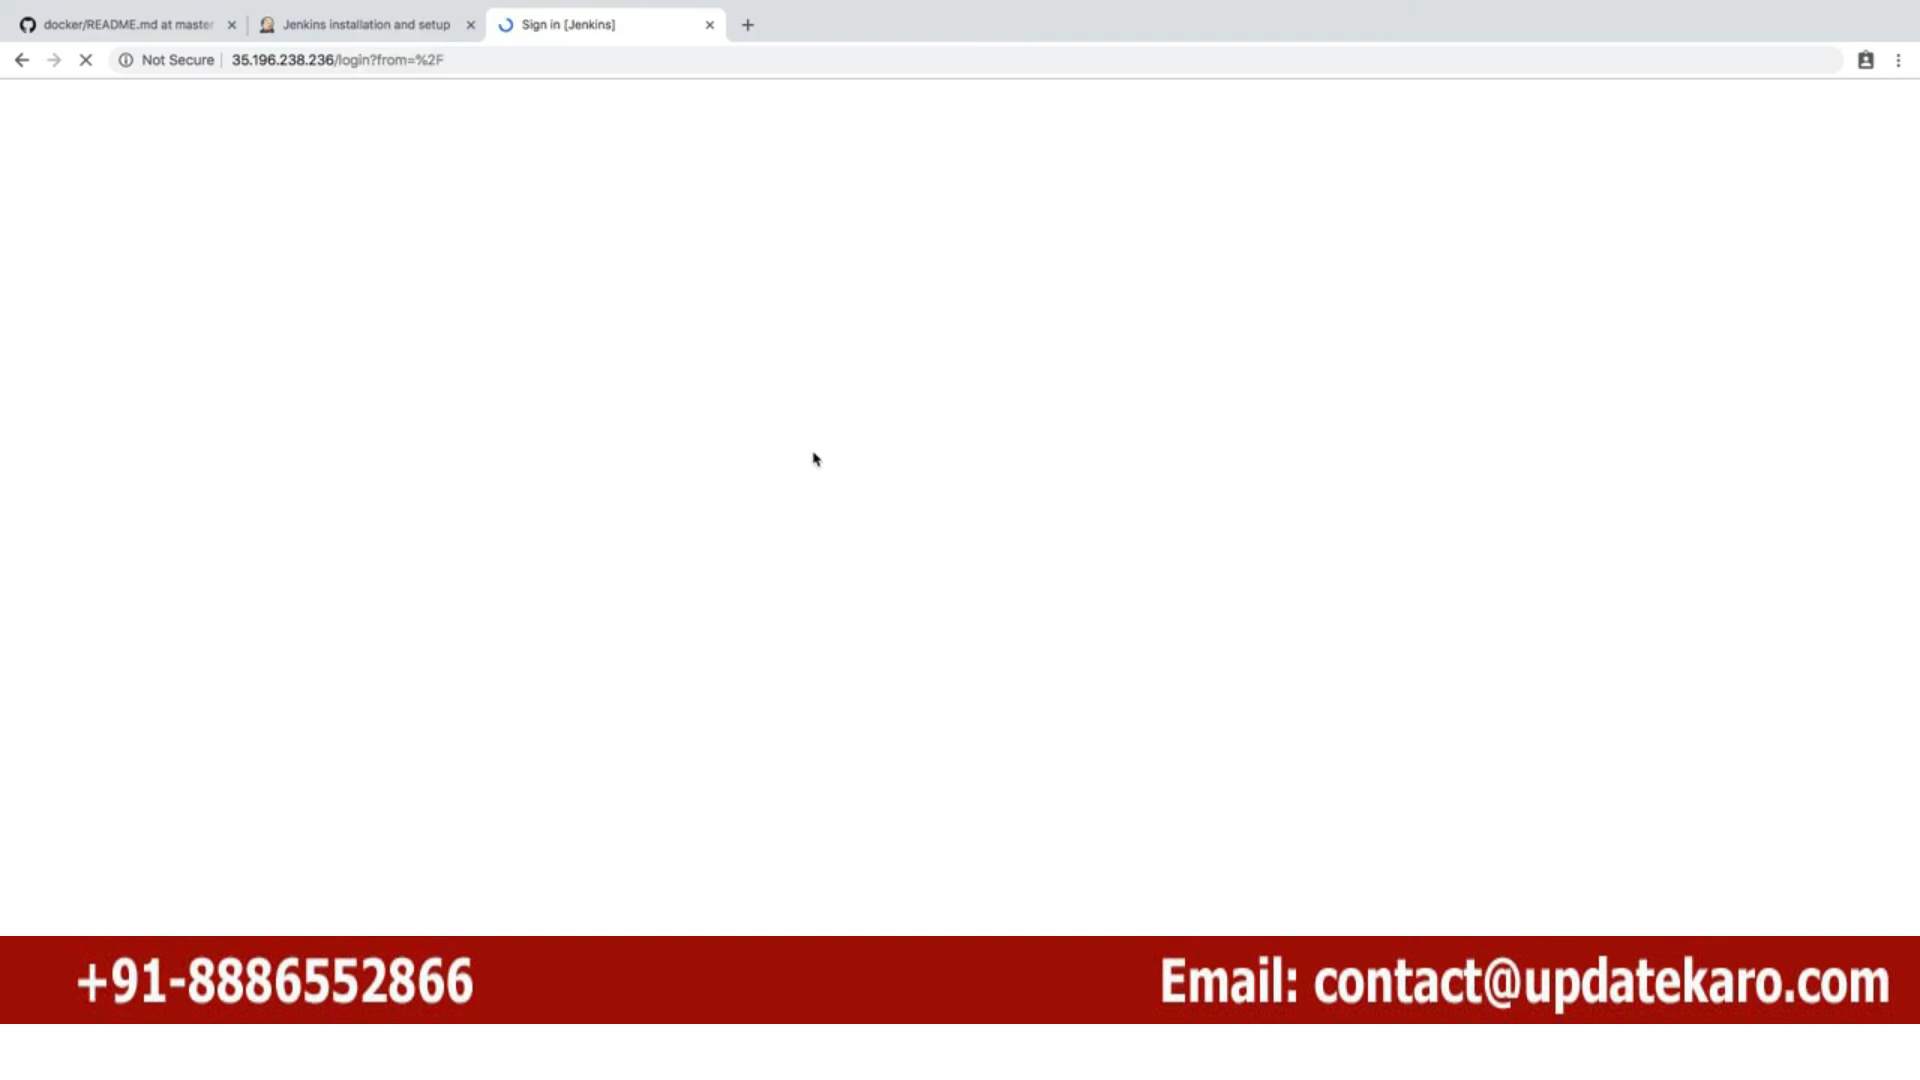 docker/README.md at master
Jenkins installation and setup
Sign in [Jenkins]
Not Secure | 35.196.238.236/login?from=%2F
+91-8886552866
Email: contact@updatekaro.com